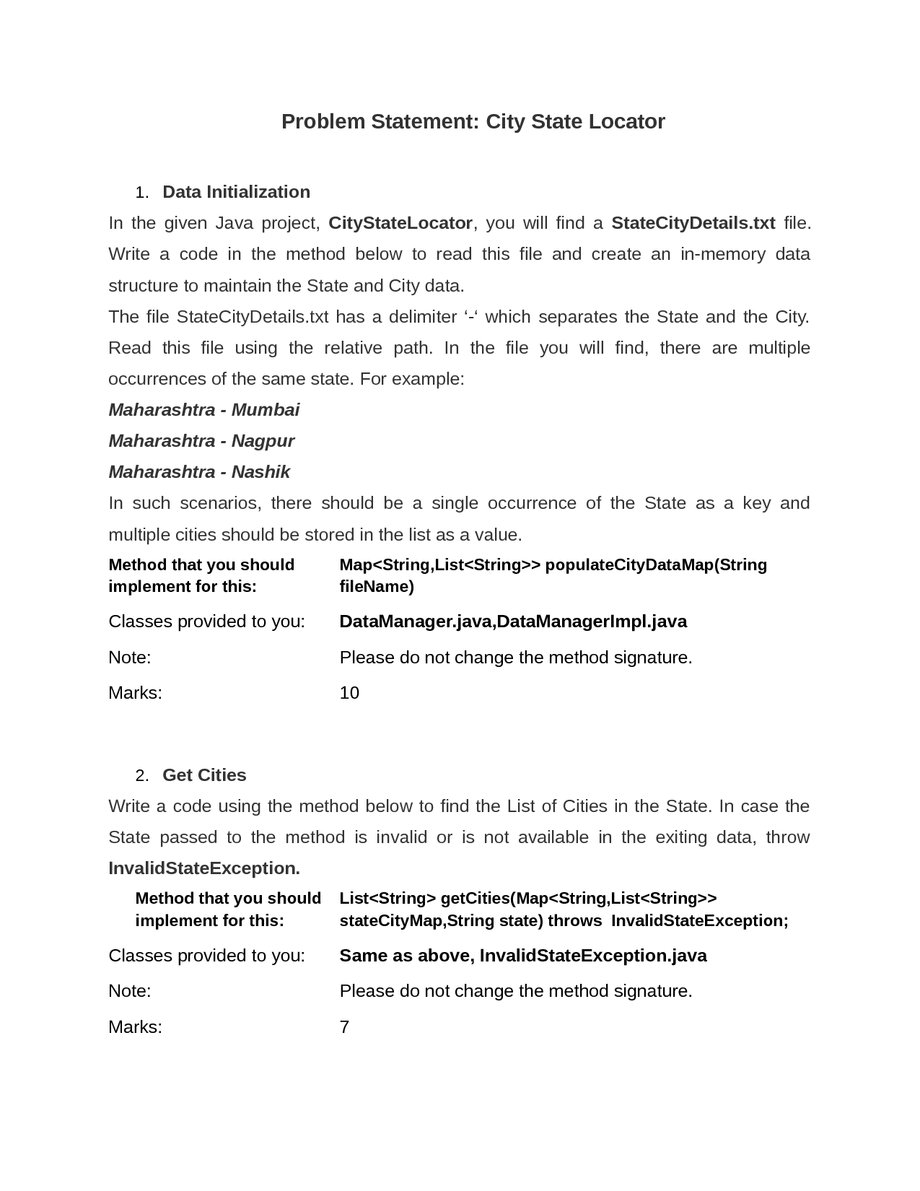 Problem Statement: City State Locator
1. Data Initialization
In the given Java project, CityStateLocator, you will find a StateCityDetails.txt file.
Write a code in the method below to read this file and create an in-memory data
structure to maintain the State and City data.
The file StateCityDetails.txt has a delimiter ‘-‘ which separates the State and the City.
Read this file using the relative path. In the file you will find, there are multiple
occurrences of the same state. For example:
Maharashtra - Mumbai
Maharashtra - Nagpur
Maharashtra - Nashik
In such scenarios, there should be a single occurrence of the State as a key and
multiple cities should be stored in the list as a value.
Method that you should Map<String,List<String>> populateCityDataMap(String
implement for this: fileName)
Classes provided to you: DataManager.java,DataManagerImpl.java
Note: Please do not change the method signature.
Marks: 10
2. Get Cities
Write a code using the method below to find the List of Cities in the State. In case the
State passed to the method is invalid or is not available in the exiting data, throw
InvalidStateException.
Method that you should List<String> getCities(Map<String,List<String>>
implement for this: stateCityMap,String state) throws InvalidStateException;
Classes provided to you: Same as above, InvalidStateException.java
Note: Please do not change the method signature.
Marks: 7